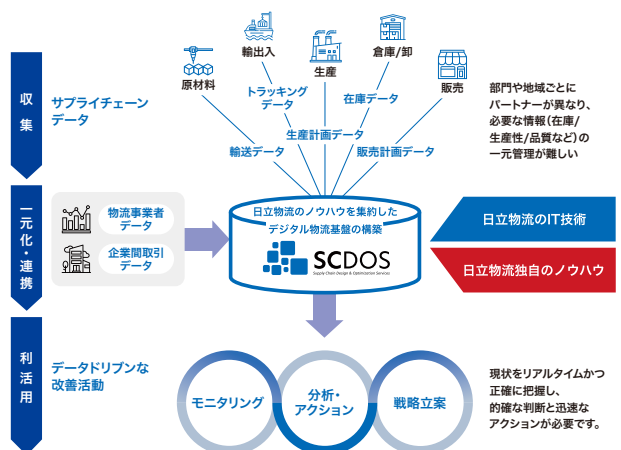 収集
サプライチェーン
データ
原材料
輸出入
生産
倉庫/卸
販売
トラッキング
データ
在庫データ
生産計画データ
輸送データ
販売計画データ
部門や地域ごとに
パートナーが異なり、
必要な情報（在庫/
生産性/品質など）の
一元管理が難しい
一元化・連携
物流事業者
データ
企業間取引
データ
日立物流のノウハウを集約した
デジタル物流基盤の構築
SCDOS
Supply Chain Design & Optimization Services
日立物流のIT技術
日立物流独自のノウハウ
利活用
データドリブンな
改善活動
モニタリング
分析・
アクション
戦略立案
現状をリアルタイムかつ
正確に把握し、
的確な判断と迅速な
アクションが必要です。